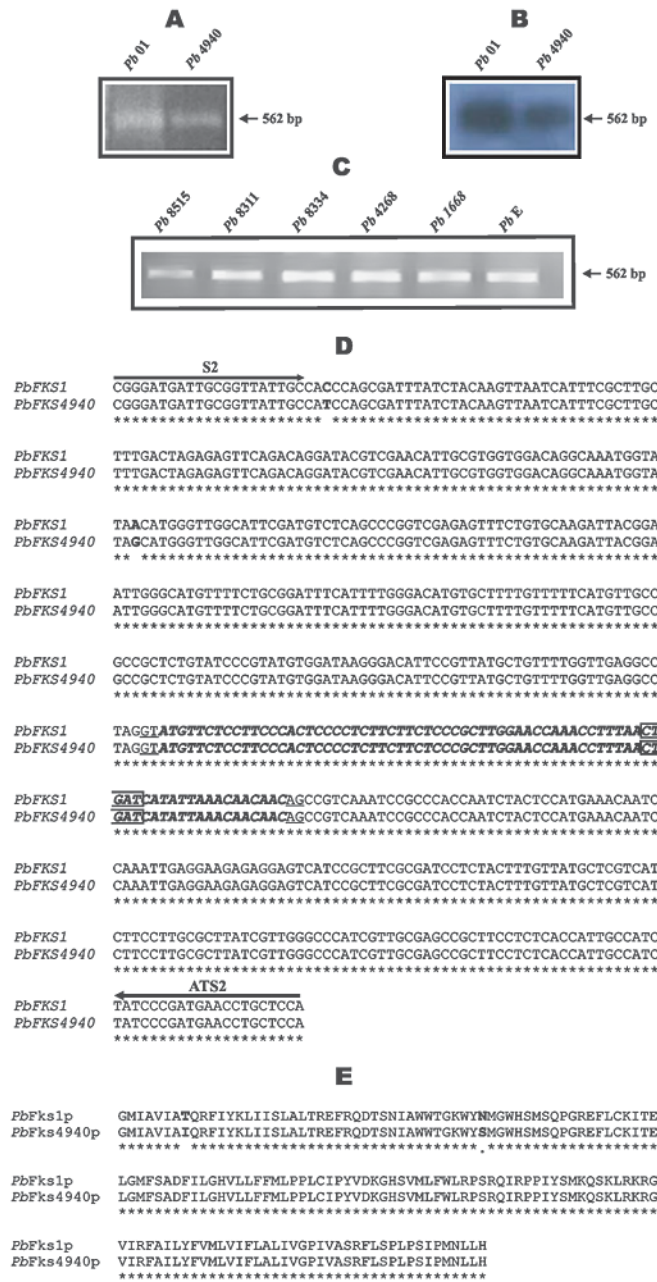 A
B
Pb 01
Pb 4940
Pb 01
Pb 4940
← 562 bp
← 562 bp
C
Pb 8515
Pb 8311
Pb 8334
Pb 4268
Pb 1668
Pb E
← 562 bp
D
S2
PbFKS1 CGGGATGATTGCGGTTATTGCCACCCAGCGATTTATCTACAAGTTAATCATTTCGCTTGC
PbFKS4940 CGGGATGATTGCGGTTATTGCCATCCAGCGATTTATCTACAAGTTAATCATTTCGCTTGC
*********************** ************************************
PbFKS1 TTTGACTAGAGAGTTCAGACAGGATACGTCGAACATTGCGTGGTGGACAGGCAAATGGTA
PbFKS4940 TTTGACTAGAGAGTTCAGACAGGATACGTCGAACATTGCGTGGTGGACAGGCAAATGGTA
************************************************************
PbFKS1 TAACATGGGTTGGCATTCGATGTCTCAGCCCGGTCGAGAGTTTCTGTGCAAGATTACGGA
PbFKS4940 TAGCATGGGTTGGCATTCGATGTCTCAGCCCGGTCGAGAGTTTCTGTGCAAGATTACGGA
** *********************************************************
PbFKS1 ATTGGGCATGTTTTCTGCGGATTTCATTTTGGGACATGTGCTTTTGTTTTTCATGTTGCC
PbFKS4940 ATTGGGCATGTTTTCTGCGGATTTCATTTTGGGACATGTGCTTTTGTTTTTCATGTTGCC
************************************************************
PbFKS1 GCCGCTCTGTATCCCGTATGTGGATAAGGGACATTCCGTTATGCTGTTTTGGTTGAGGCC
PbFKS4940 GCCGCTCTGTATCCCGTATGTGGATAAGGGACATTCCGTTATGCTGTTTTGGTTGAGGCC
************************************************************
PbFKS1 TAGGTATGTTCTCCTTCCCACTCCCCTCTTCTTCTCCCGCTTGGAACCAAACCTTTAACT
PbFKS4940 TAGGTATGTTCTCCTTCCCACTCCCCTCTTCTTCTCCCGCTTGGAACCAAACCTTTAACT
************************************************************
PbFKS1 GATCATATTAAACAACAACAGCCGTCAAATCCGCCCACCAATCTACTCCATGAAACAATC
PbFKS4940 GATCATATTAAACAACAACAGCCGTCAAATCCGCCCACCAATCTACTCCATGAAACAATC
************************************************************
PbFKS1 CAAATTGAGGAAGAGAGGAGTCATCCGCTTCGCGATCCTCTACTTTGTTATGCTCGTCAT
PbFKS4940 CAAATTGAGGAAGAGAGGAGTCATCCGCTTCGCGATCCTCTACTTTGTTATGCTCGTCAT
************************************************************
PbFKS1 CTTCCTTGCGCTTATCGTTGGGCCCATCGTTGCGAGCCGCTTCCTCTCACCATTGCCATC
PbFKS4940 CTTCCTTGCGCTTATCGTTGGGCCCATCGTTGCGAGCCGCTTCCTCTCACCATTGCCATC
************************************************************
ATS2
PbFKS1 TATCCCGATGAACCTGCTCCA
PbFKS4940 TATCCCGATGAACCTGCTCCA
*********************
E
PbFks1p GMIAVIATQRFIYKLIISLALTREFRQDTSNIAWWTGKWYNMGWHSMSQPGREFLCKITE
PbFks4940p GMIAVIAIQRFIYKLIISLALTREFRQDTSNIAWWTGKWYSMGWHSMSQPGREFLCKITE
******* ********************************.*******************
PbFks1p LGMFSADFILGHVLLFFMLPPLCIPYVDKGHSVMLFWLRPSRQIRPPIYSMKQSKLRKRG
PbFks4940p LGMFSADFILGHVLLFFMLPPLCIPYVDKGHSVMLFWLRPSRQIRPPIYSMKQSKLRKRG
************************************************************
PbFks1p VIRFAILYFVMLVIFLALIVGPIVASRFLSPLPSIPMNLLH
PbFks4940p VIRFAILYFVMLVIFLALIVGPIVASRFLSPLPSIPMNLLH
*****************************************